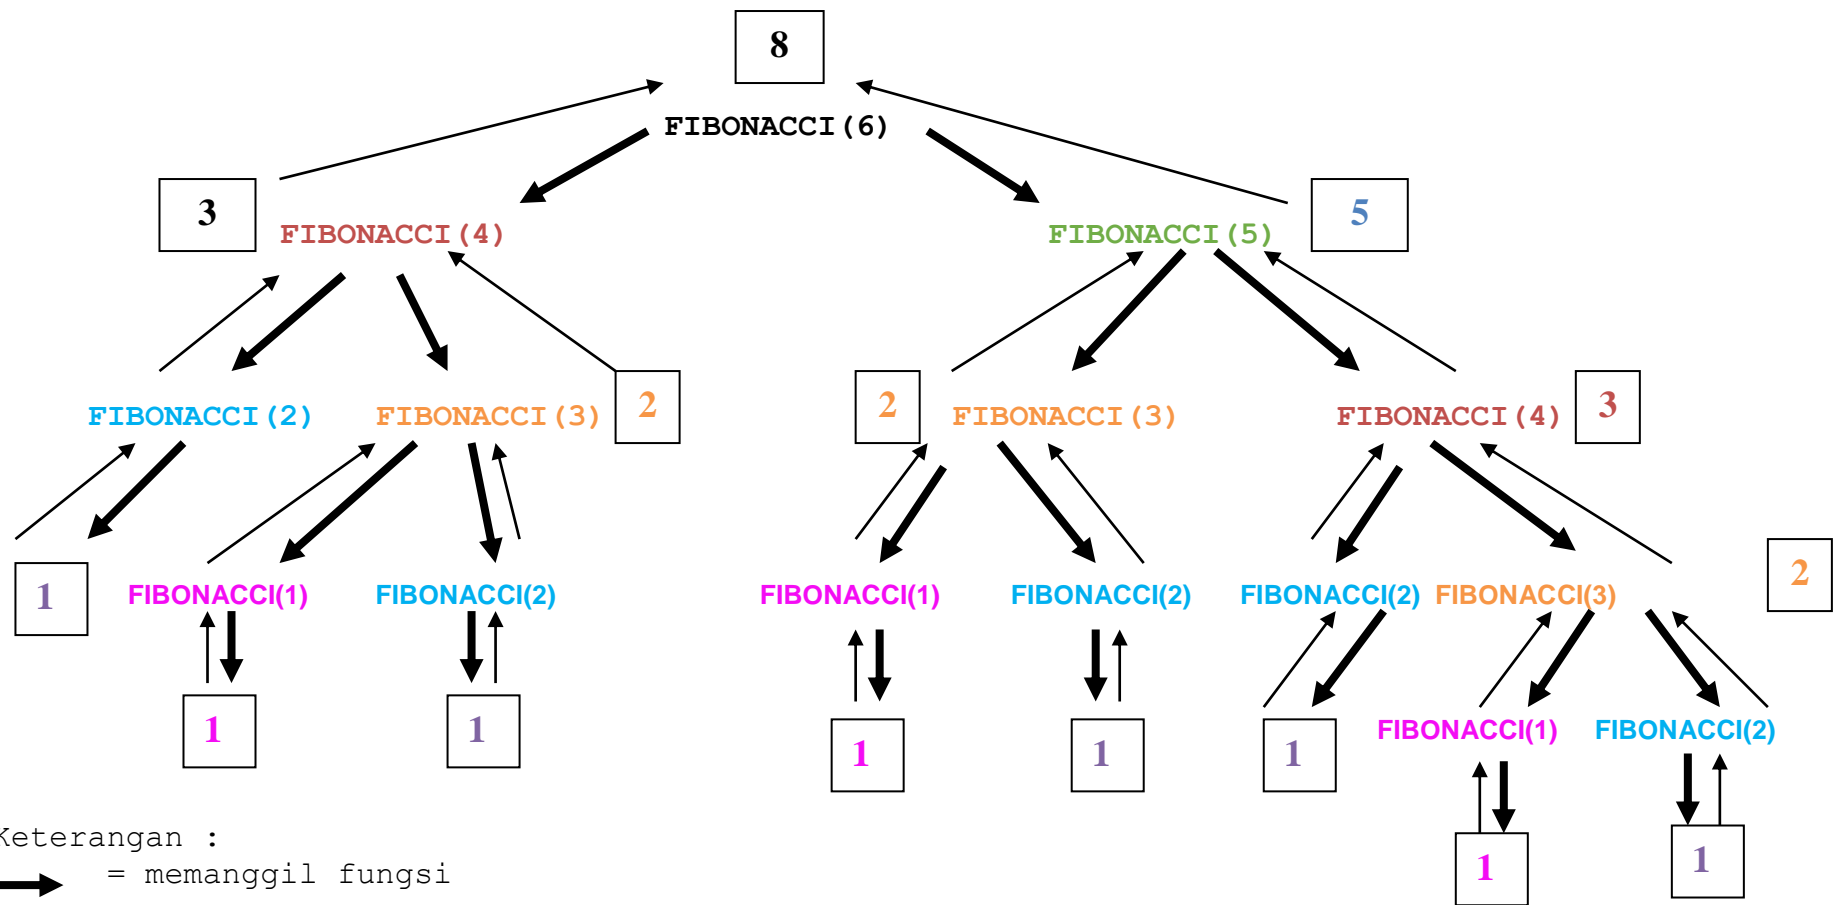 8
FIBONACCI(6)
3
5
FIBONACCI(4)
FIBONACCI(5)
FIBONACCI(2)
FIBONACCI(3)
2
2
FIBONACCI(3)
FIBONACCI(4)
3
1
FIBONACCI(1)
FIBONACCI(2)
FIBONACCI(1)
FIBONACCI(2)
FIBONACCI(2)
FIBONACCI(3)
2
1
1
1
1
1
FIBONACCI(1)
FIBONACCI(2)
1
1
Keterangan :
= memanggil fungsi